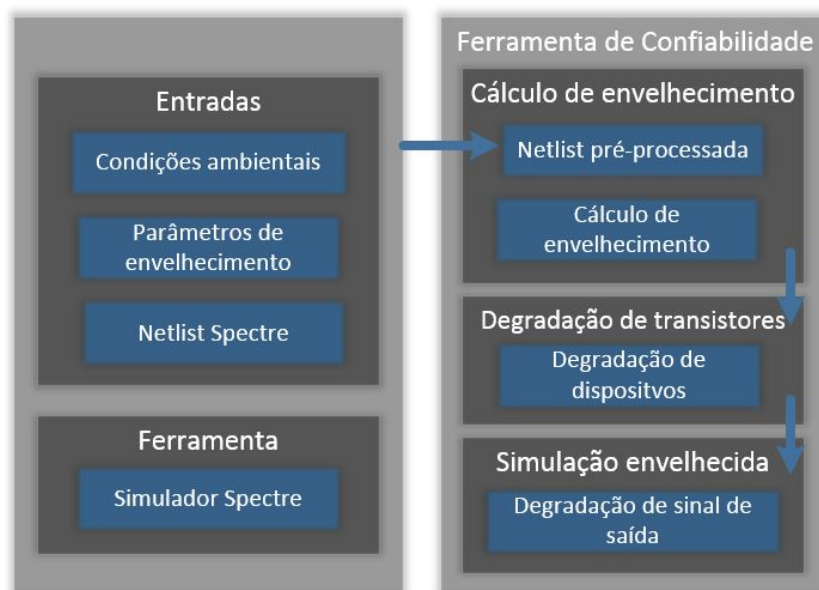 Entradas
Condições ambientais
Parâmetros de
envelhecimento
Netlist Spectre
Ferramenta
Simulador Spectre
Ferramenta de Confiabilidade
Cálculo de envelhecimento
Netlist pré-processada
Cálculo de
envelhecimento
Degradação de transistores
Degradação de
dispositvos
Simulação envelhecida
Degradação de sinal de
saída